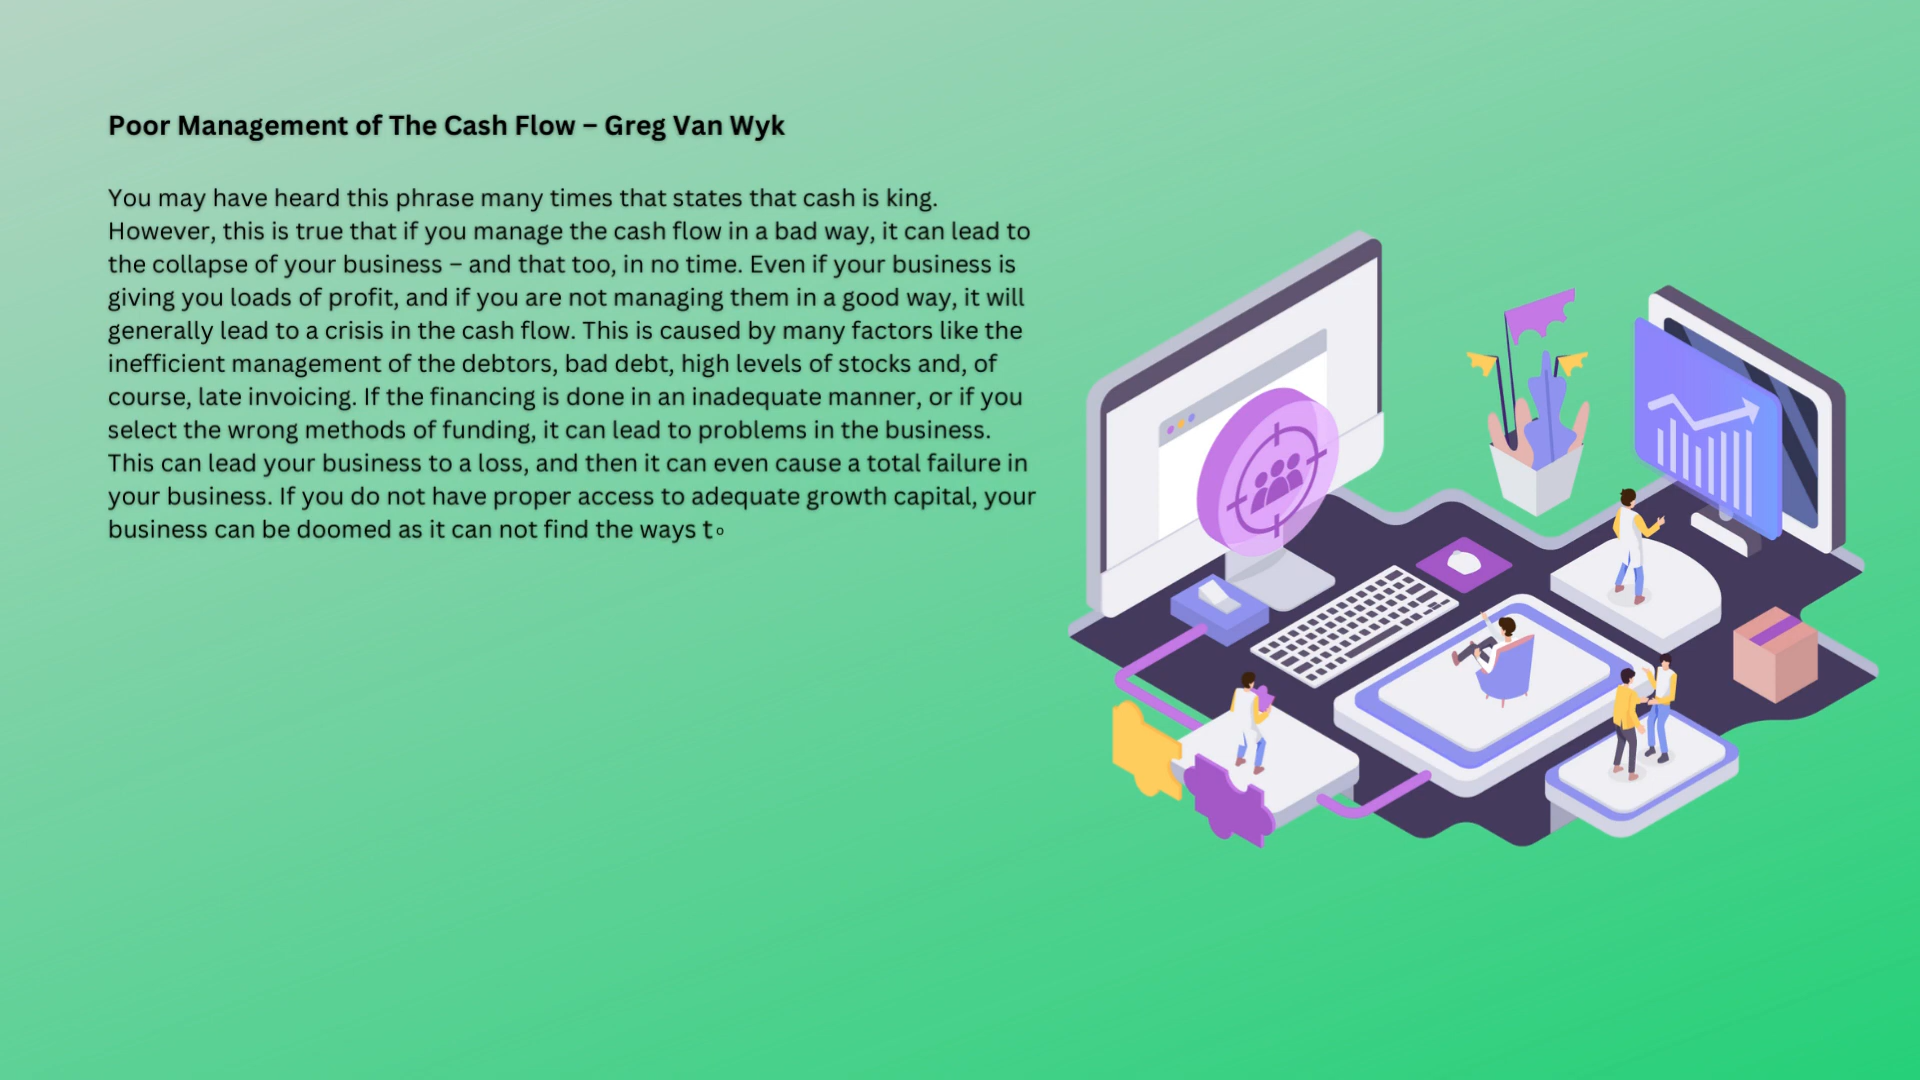 Poor Management of The Cash Flow – Greg Van Wyk
You may have heard this phrase many times that states that cash is king.
However, this is true that if you manage the cash flow in a bad way, it can lead to
the collapse of your business – and that too, in no time. Even if your business is
giving you loads of profit, and if you are not managing them in a good way, it will
generally lead to a crisis in the cash flow. This is caused by many factors like the
inefficient management of the debtors, bad debt, high levels of stocks and, of
course, late invoicing. If the financing is done in an inadequate manner, or if you
select the wrong methods of funding, it can lead to problems in the business.
This can lead your business to a loss, and then it can even cause a total failure in
your business. If you do not have proper access to adequate growth capital, your
business can be doomed as it can not find the ways to